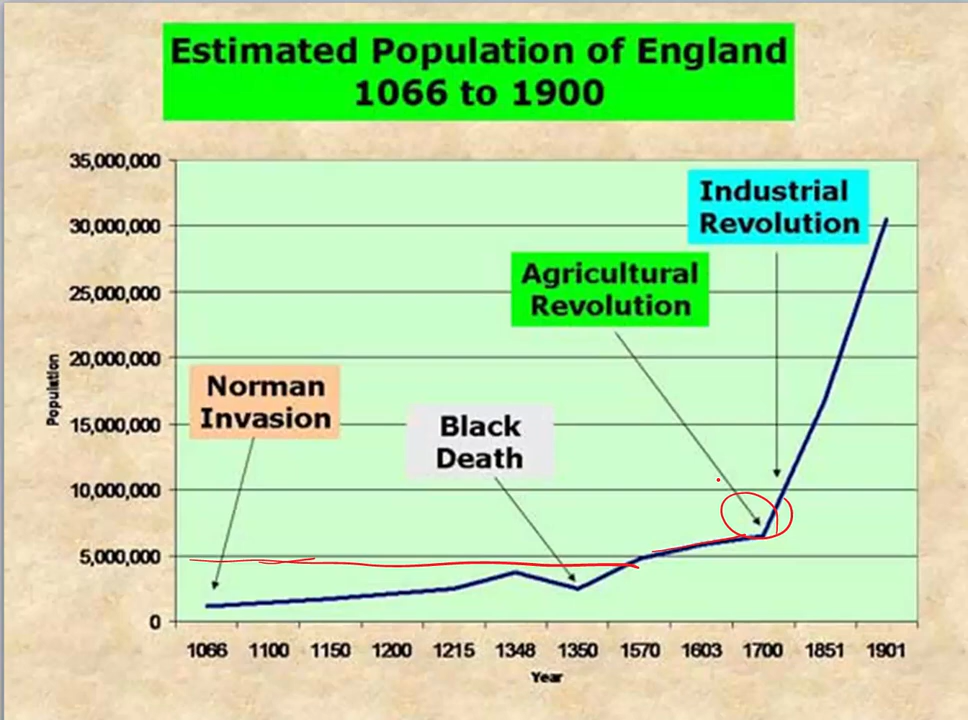 Estimated Population of England
1066 to 1900
35,000,000
30,000,000
25,000,000
20,000,000
15,000,000
10,000,000
5,000,000
0
Population
Norman
Invasion
Black
Death
Agricultural
Revolution
Industrial
Revolution
1066 1100 1150 1200 1215 1348 1350 1570 1603 1700 1851 1901
Year